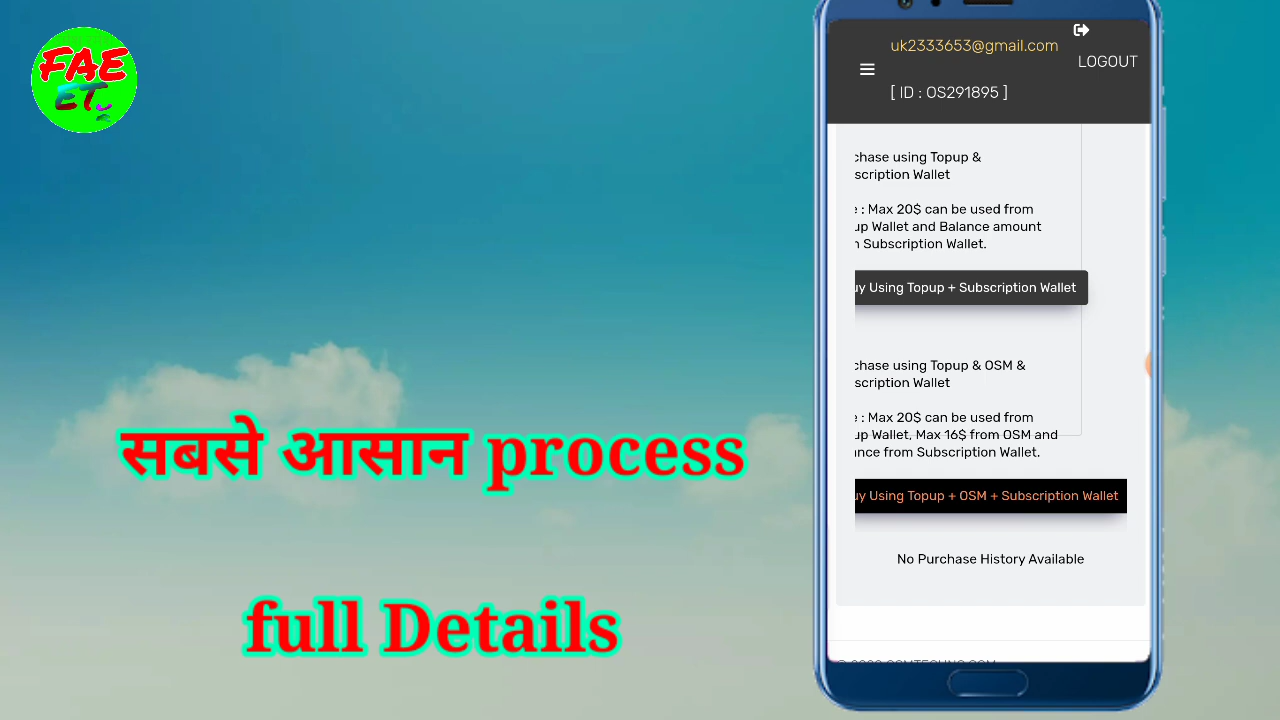 FAE
ET
सबसे आसान process
full Details
uk2333653@gmail.com
LOGOUT
[ ID : OS291895 ]
chase using Topup &
scription Wallet
e : Max 20$ can be used from
up Wallet and Balance amount
n Subscription Wallet.
uy Using Topup + Subscription Wallet
chase using Topup & OSM &
scription Wallet
e : Max 20$ can be used from
up Wallet, Max 16$ from OSM and
ance from Subscription Wallet.
uy Using Topup + OSM + Subscription Wallet
No Purchase History Available